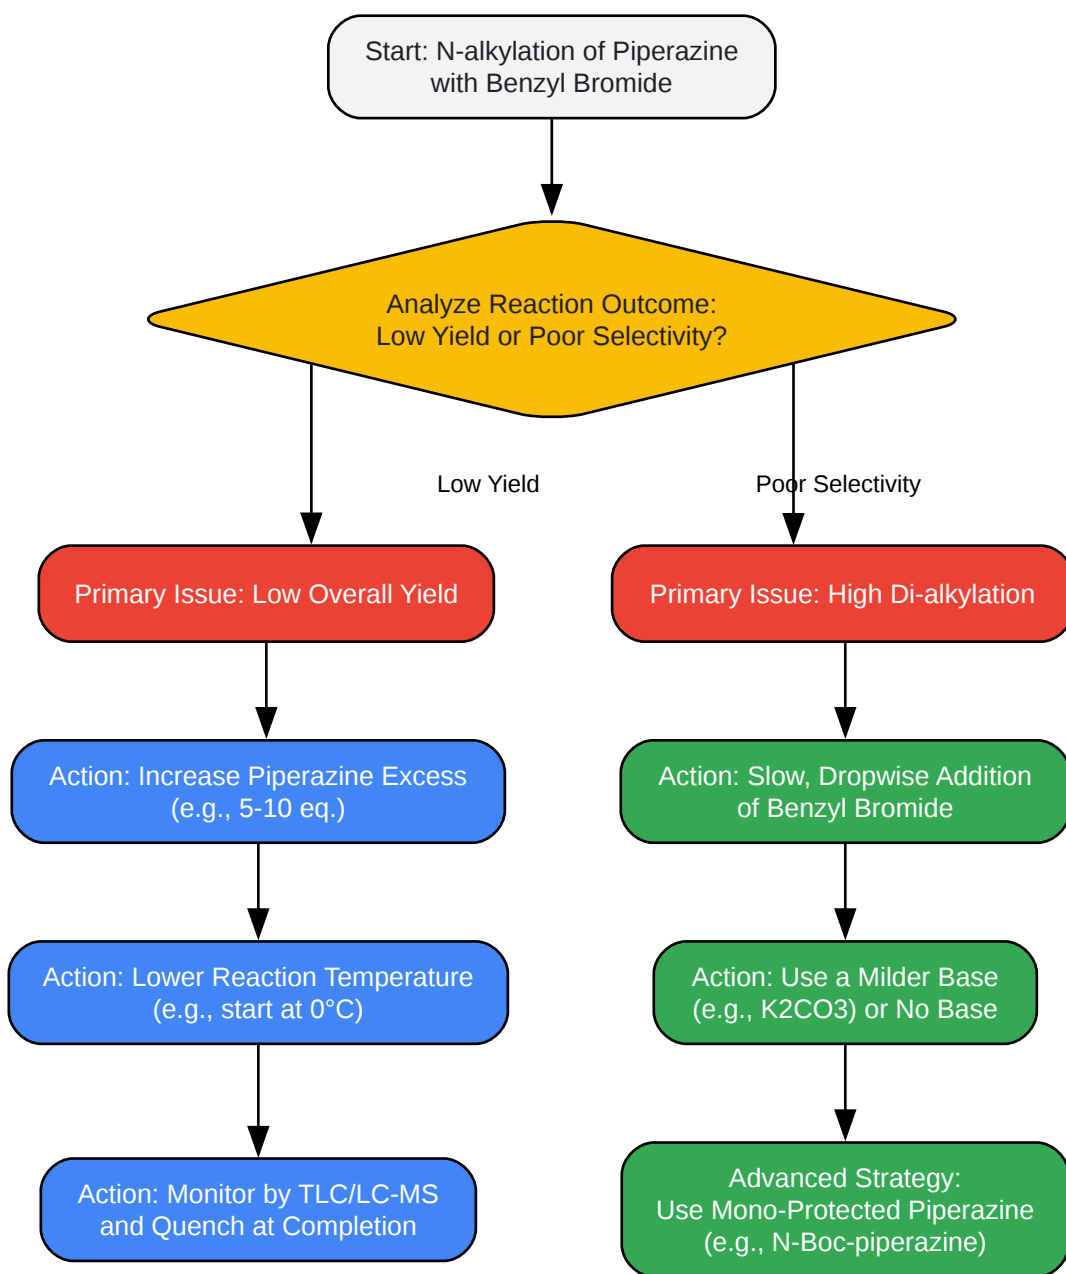 Start: N-alkylation of Piperazine
with Benzyl Bromide
Analyze Reaction Outcome:
Low Yield or Poor Selectivity?
Low Yield
Poor Selectivity
Primary Issue: Low Overall Yield
Primary Issue: High Di-alkylation
Action: Increase Piperazine Excess
(e.g., 5-10 eq.)
Action: Slow, Dropwise Addition
of Benzyl Bromide
Action: Lower Reaction Temperature
(e.g., start at 0°C)
Action: Use a Milder Base
(e.g., K2CO3) or No Base
Action: Monitor by TLC/LC-MS
and Quench at Completion
Advanced Strategy:
Use Mono-Protected Piperazine
(e.g., N-Boc-piperazine)